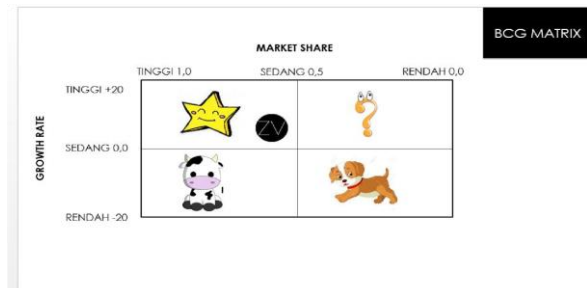 BCG MATRIX
MARKET SHARE
TINGGI 1,0 SEDANG 0,5 RENDAH 0,0
TINGGI +20
ZV
SEDANG 0,0
GROWTH RATE
RENDAH -20